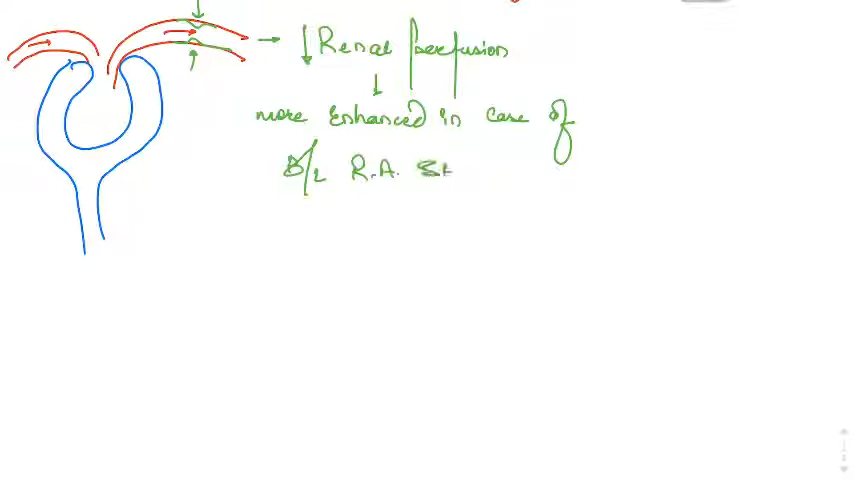 ↓ Renal Perfusion
↓
more Enhanced in case of
B/L R.A. St